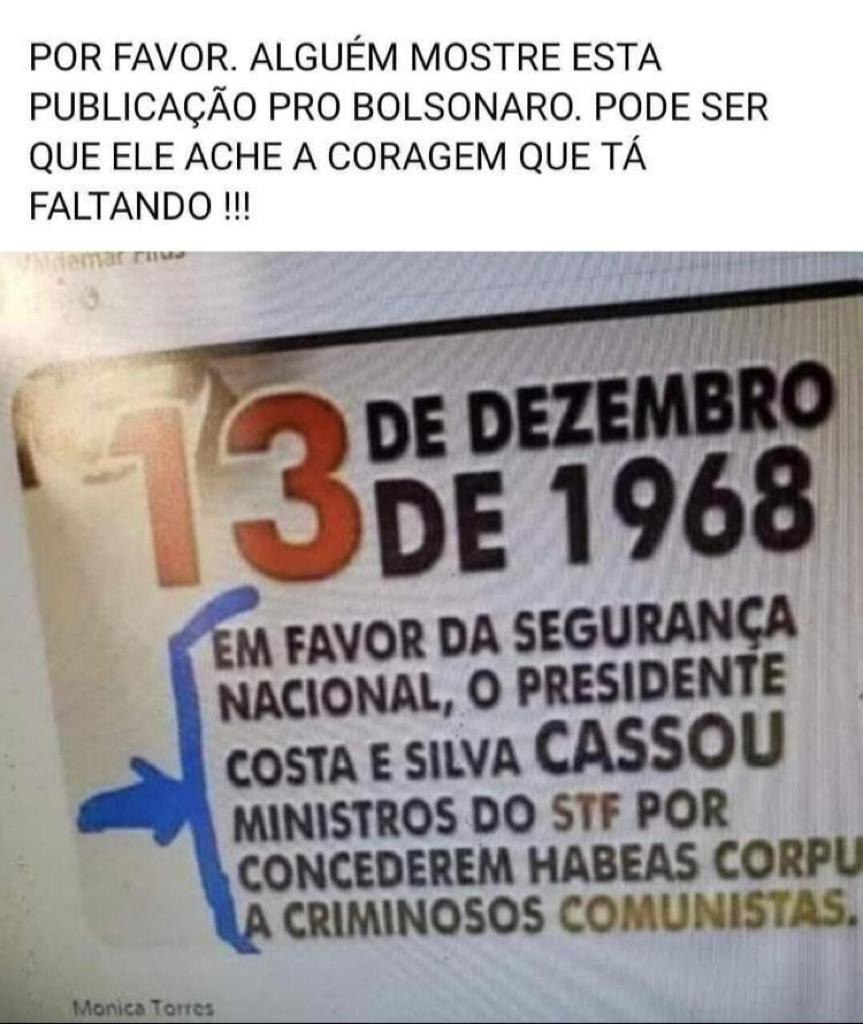 POR FAVOR. ALGUÉM MOSTRE ESTA
PUBLICAÇÃO PRO BOLSONARO. PODE SER
QUE ELE ACHE A CORAGEM QUE TÁ
FALTANDO !!!
13 DE DEZEMBRO
DE 1968
EM FAVOR DA SEGURANÇA
NACIONAL, O PRESIDENTE
COSTA E SILVA CASSOU
MINISTROS DO STF POR
CONCEDEREM HABEAS CORPU
A CRIMINOSOS COMUNISTAS.
Monica Torres